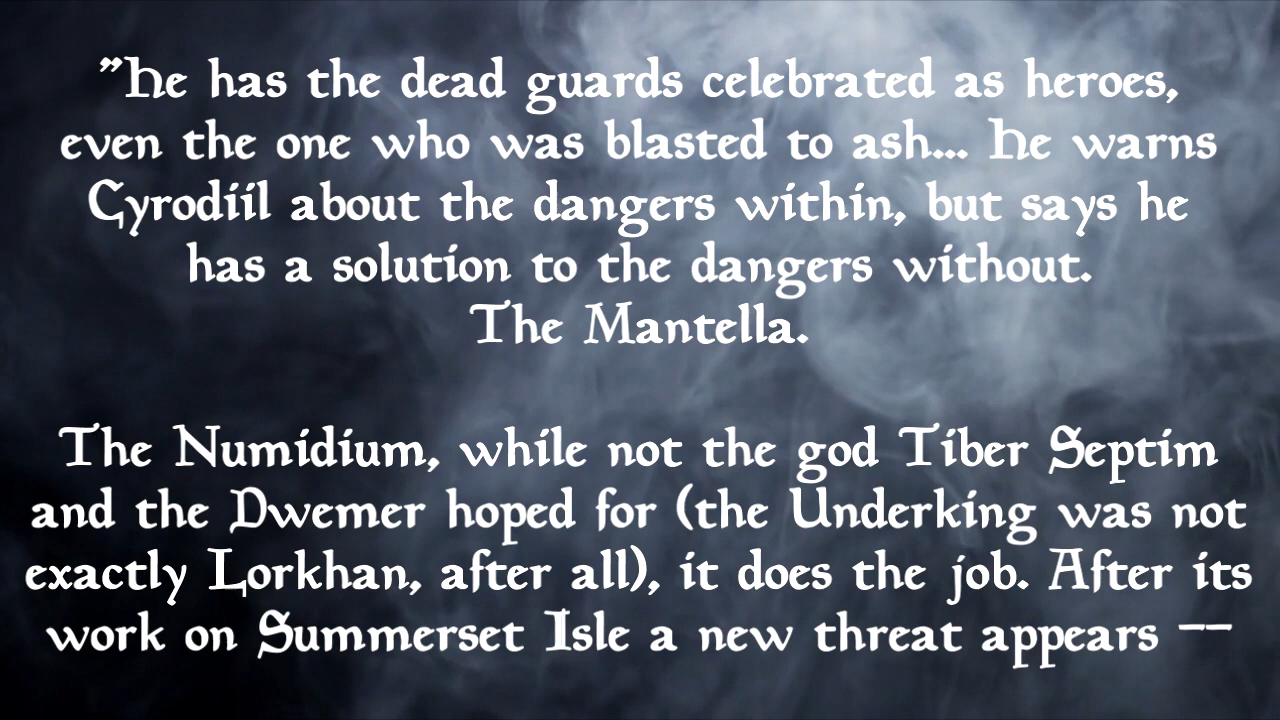 "He has the dead guards celebrated as heroes,
even the one who was blasted to ash... He warns
Cyrodiil about the dangers within, but says he
has a solution to the dangers without.
The Mantella.
The Numidium, while not the god Tiber Septim
and the Dwemer hoped for (the Underking was not
exactly Lorkhan, after all), it does the job. After its
work on Summerset Isle a new threat appears --